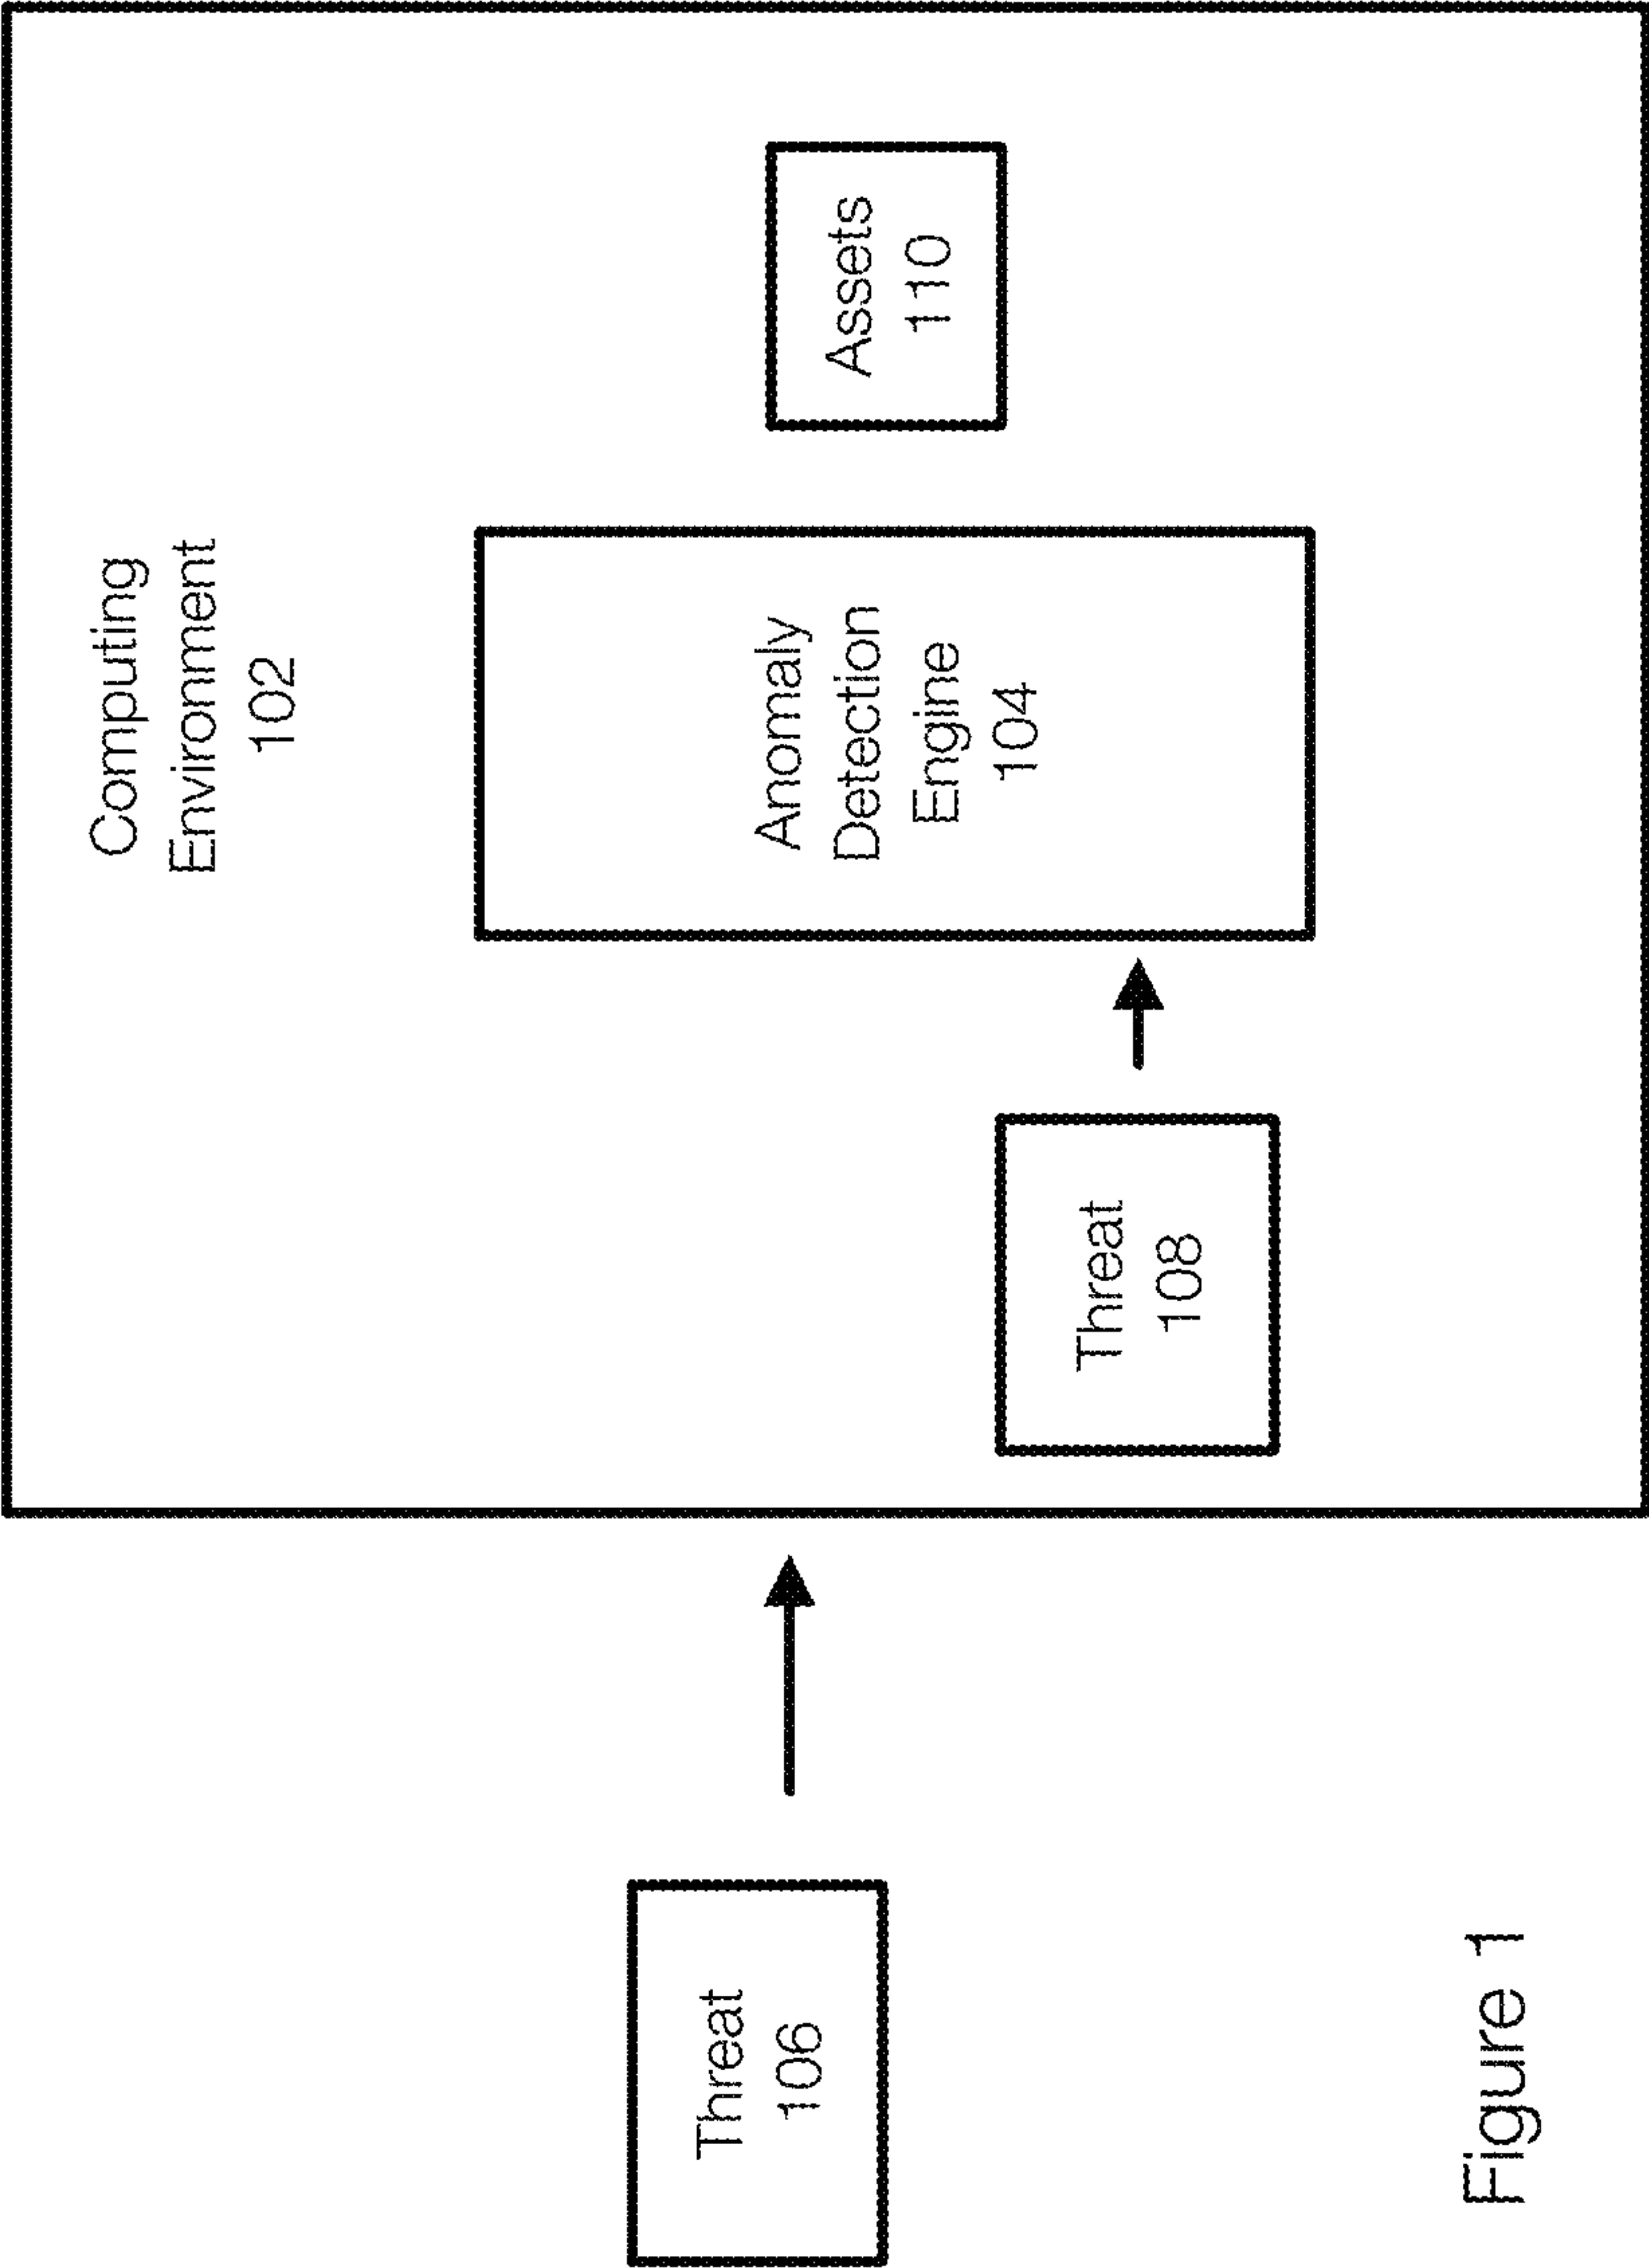 Computing
Environment
102
Threat
106
Threat
108
Anomaly
Detection
Engine
104
Assets
110
Figure 1